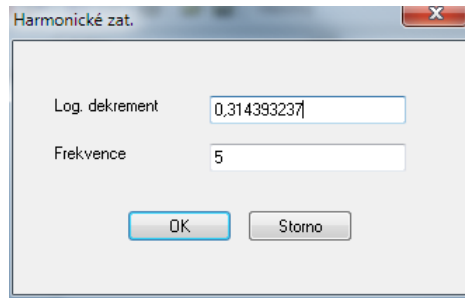 Harmonické zat.
Log. dekrement 0,314393237
Frekvence 5
OK Storno